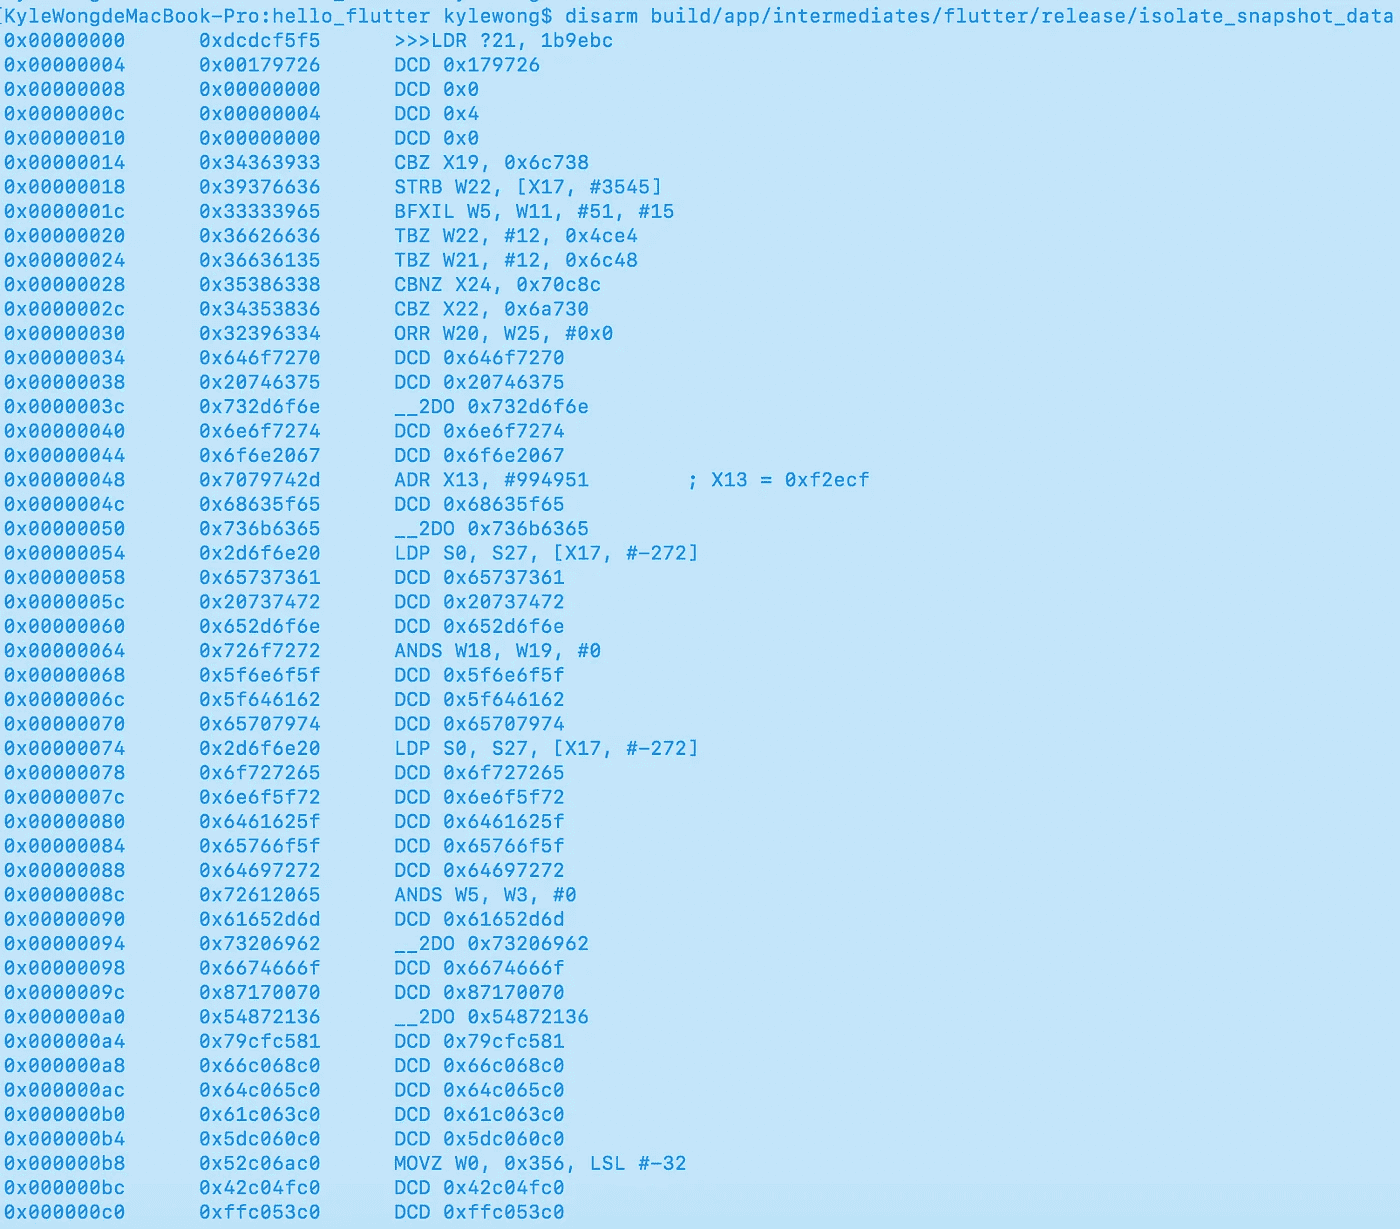 [KyleWongdeMacBook-Pro:hello_flutter kylewong$ disarm build/app/intermediates/flutter/release/isolate_snapshot_data
0x00000000 0xdcdcf5f5 >>>LDR ?21, 1b9ebc
0x00000004 0x00179726 DCD 0x179726
0x00000008 0x00000000 DCD 0x0
0x0000000c 0x00000004 DCD 0x4
0x00000010 0x00000000 DCD 0x0
0x00000014 0x34363933 CBZ X19, 0x6c738
0x00000018 0x39376636 STRB W22, [X17, #3545]
0x0000001c 0x33333965 BFXIL W5, W11, #51, #15
0x00000020 0x36626636 TBZ W22, #12, 0x4ce4
0x00000024 0x36636135 TBZ W21, #12, 0x6c48
0x00000028 0x35386338 CBNZ X24, 0x70c8c
0x0000002c 0x34353836 CBZ X22, 0x6a730
0x00000030 0x32396334 ORR W20, W25, #0x0
0x00000034 0x646f7270 DCD 0x646f7270
0x00000038 0x20746375 DCD 0x20746375
0x0000003c 0x732d6f6e __2DO 0x732d6f6e
0x00000040 0x6e6f7274 DCD 0x6e6f7274
0x00000044 0x6f6e2067 DCD 0x6f6e2067
0x00000048 0x7079742d ADR X13, #994951 ; X13 = 0xf2ecf
0x0000004c 0x68635f65 DCD 0x68635f65
0x00000050 0x736b6365 __2DO 0x736b6365
0x00000054 0x2d6f6e20 LDP S0, S27, [X17, #-272]
0x00000058 0x65737361 DCD 0x65737361
0x0000005c 0x20737472 DCD 0x20737472
0x00000060 0x652d6f6e DCD 0x652d6f6e
0x00000064 0x726f7272 ANDS W18, W19, #0
0x00000068 0x5f6e6f5f DCD 0x5f6e6f5f
0x0000006c 0x5f646162 DCD 0x5f646162
0x00000070 0x65707974 DCD 0x65707974
0x00000074 0x2d6f6e20 LDP S0, S27, [X17, #-272]
0x00000078 0x6f727265 DCD 0x6f727265
0x0000007c 0x6e6f5f72 DCD 0x6e6f5f72
0x00000080 0x6461625f DCD 0x6461625f
0x00000084 0x65766f5f DCD 0x65766f5f
0x00000088 0x64697272 DCD 0x64697272
0x0000008c 0x72612065 ANDS W5, W3, #0
0x00000090 0x61652d6d DCD 0x61652d6d
0x00000094 0x73206962 __2DO 0x73206962
0x00000098 0x6674666f DCD 0x6674666f
0x0000009c 0x87170070 DCD 0x87170070
0x000000a0 0x54872136 __2DO 0x54872136
0x000000a4 0x79cfc581 DCD 0x79cfc581
0x000000a8 0x66c068c0 DCD 0x66c068c0
0x000000ac 0x64c065c0 DCD 0x64c065c0
0x000000b0 0x61c063c0 DCD 0x61c063c0
0x000000b4 0x5dc060c0 DCD 0x5dc060c0
0x000000b8 0x52c06ac0 MOVZ W0, 0x356, LSL #-32
0x000000bc 0x42c04fc0 DCD 0x42c04fc0
0x000000c0 0xffc053c0 DCD 0xffc053c0